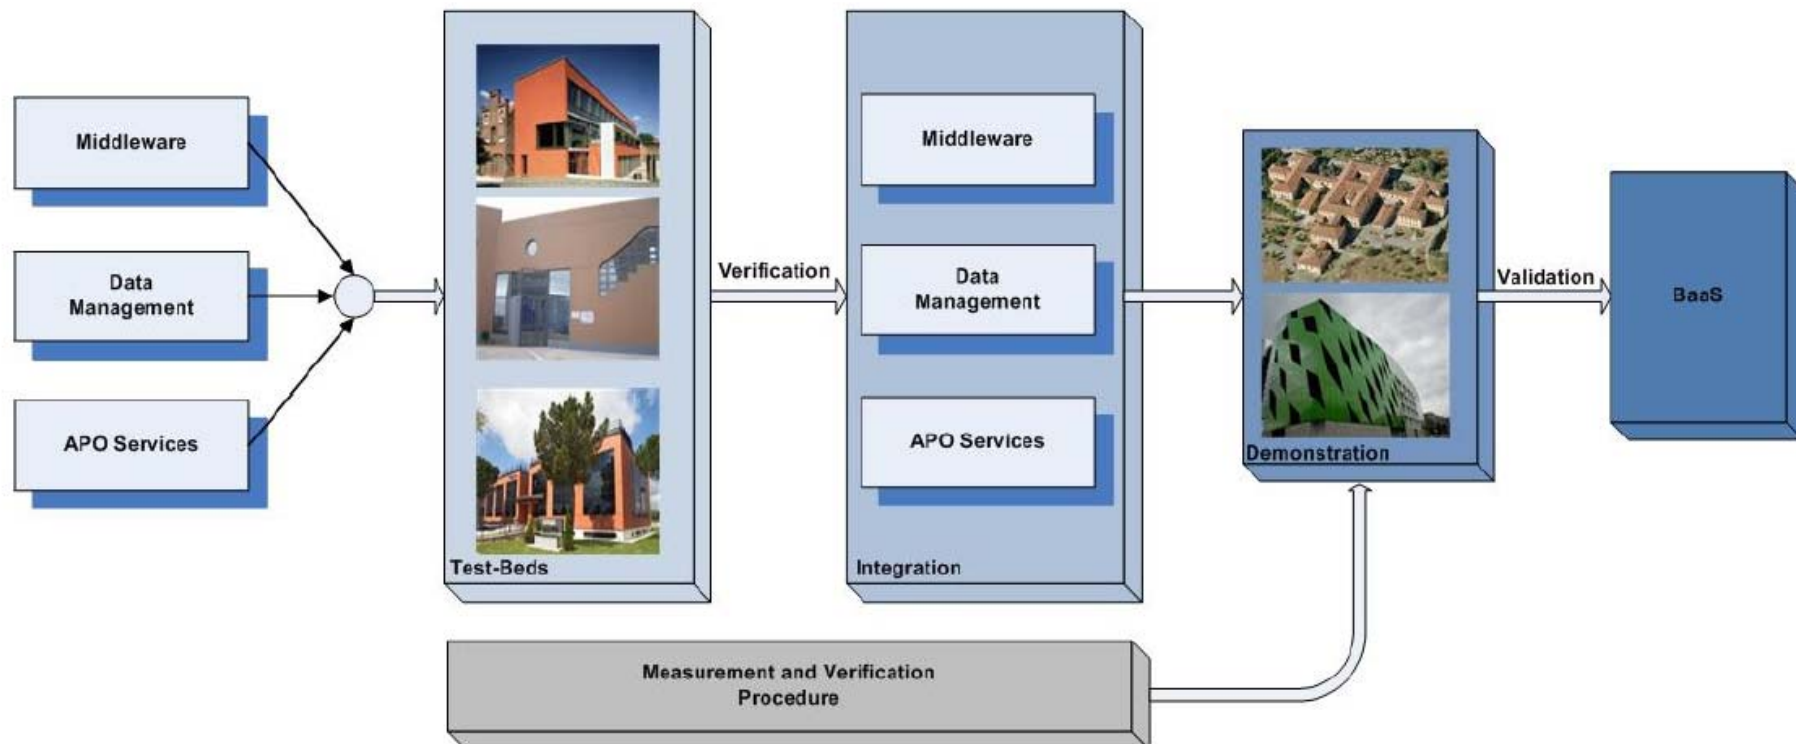 Middleware
Data
Management
APO Services
Test-Beds
Verification
Middleware
Data
Management
APO Services
Integration
Demonstration
Validation
BaaS
Measurement and Verification
Procedure